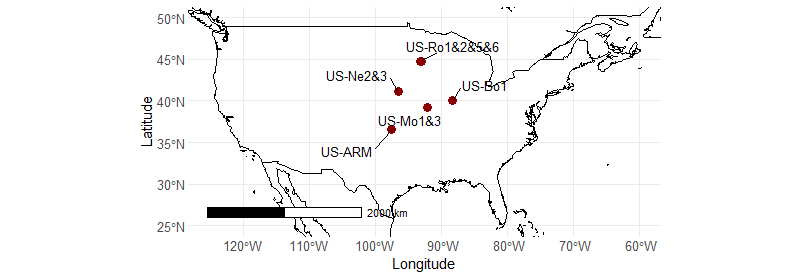 50°N
45°N
40°N
35°N
30°N
25°N
Latitude
US-Ro1&2&5&6
US-Ne2&3
US-Bo1
US-Mo1&3
US-ARM
2000 km
120°W
110°W
100°W
90°W
80°W
70°W
60°W
Longitude